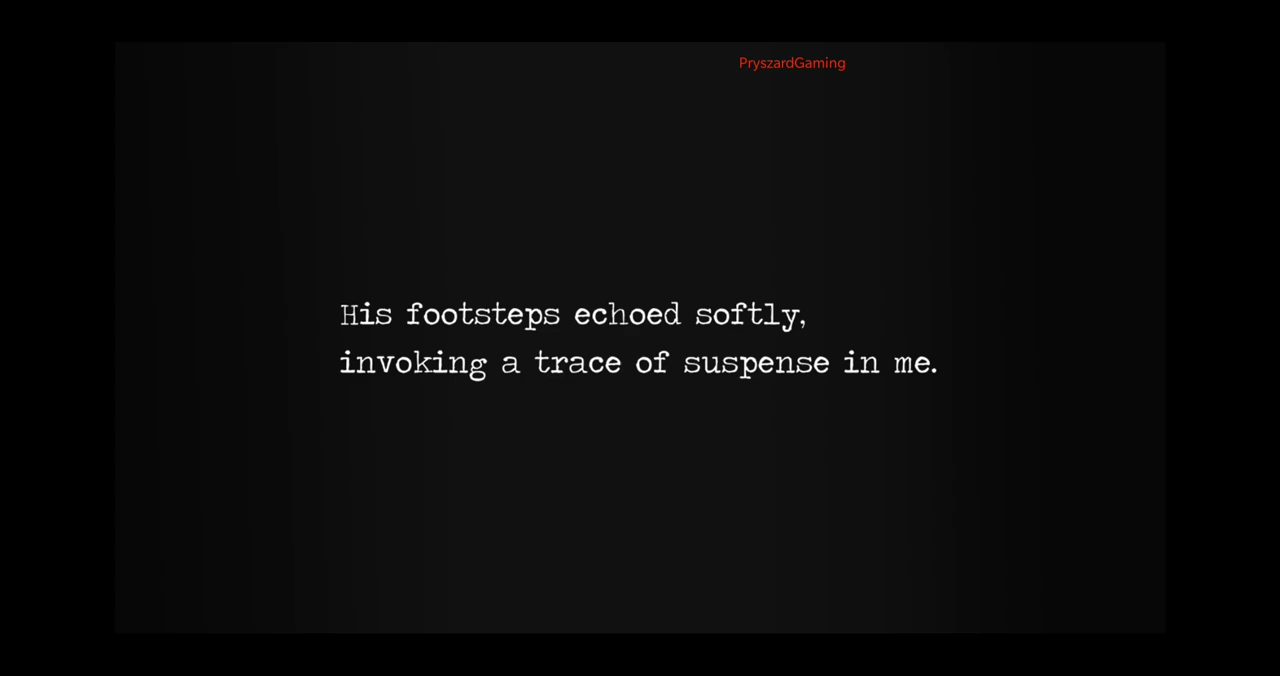 PryszardGaming
His footsteps echoed softly,
invoking a trace of suspense in me.